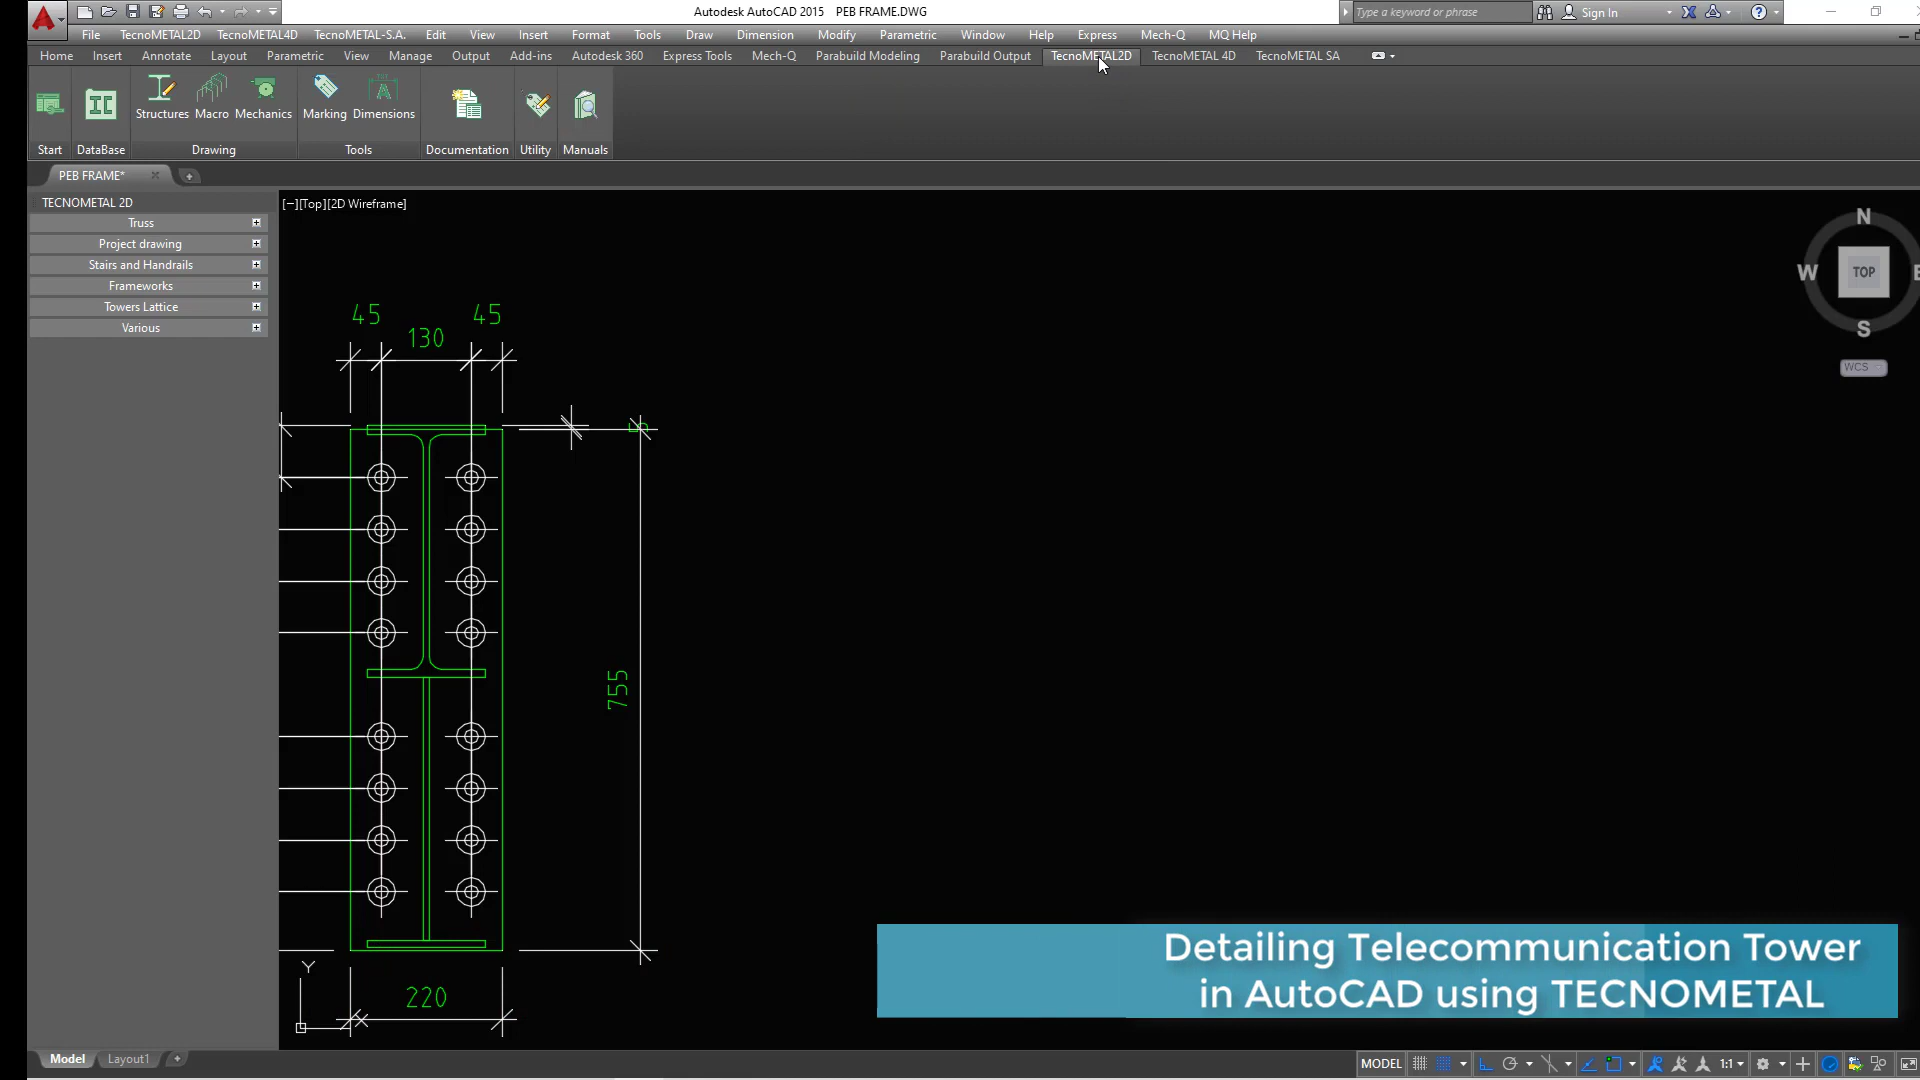 Autodesk AutoCAD 2015 PEB FRAME.DWG
Type a keyword or phrase
Sign In
File TecnoMETAL2D TecnoMETAL4D TecnoMETAL-S.A. Edit View Insert Format Tools Draw Dimension Modify Parametric Window Help Express Mech-Q MQ Help
Home Insert Annotate Layout Parametric View Manage Output Add-ins Autodesk 360 Express Tools Mech-Q Parabuild Modeling Parabuild Output TecnoMETAL2D TecnoMETAL 4D TecnoMETAL SA
Structures Macro Mechanics Marking Dimensions
Start DataBase Drawing Tools Documentation Utility Manuals
PEB FRAME*
TECNOMETAL 2D
Truss
Project drawing
Stairs and Handrails
Frameworks
Towers Lattice
Various
[−][Top][2D Wireframe]
N
W TOP E
S
WCS
45 45
130
5
755
220
Y
Detailing Telecommunication Tower
in AutoCAD using TECNOMETAL
Model Layout1
MODEL 1:1